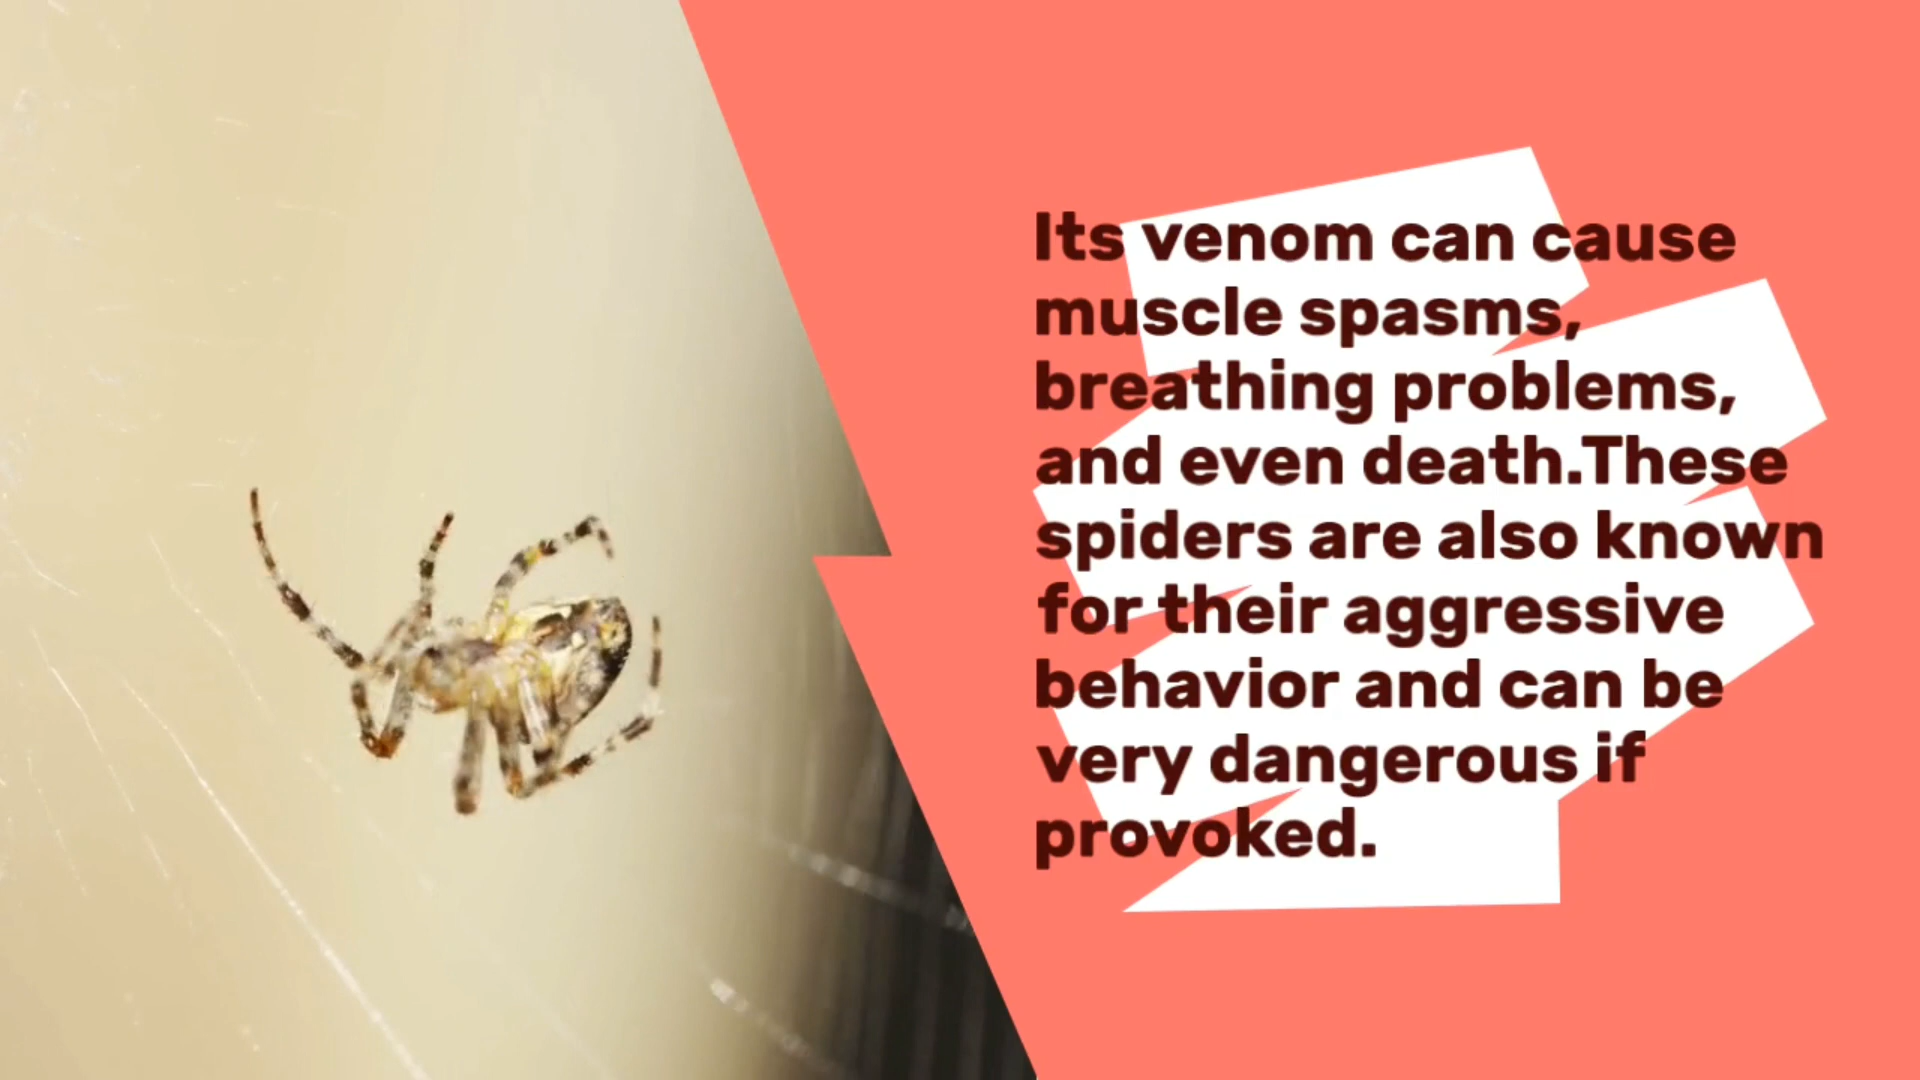 Its venom can cause
muscle spasms,
breathing problems,
and even death.These
spiders are also known
for their aggressive
behavior and can be
very dangerous if
provoked.